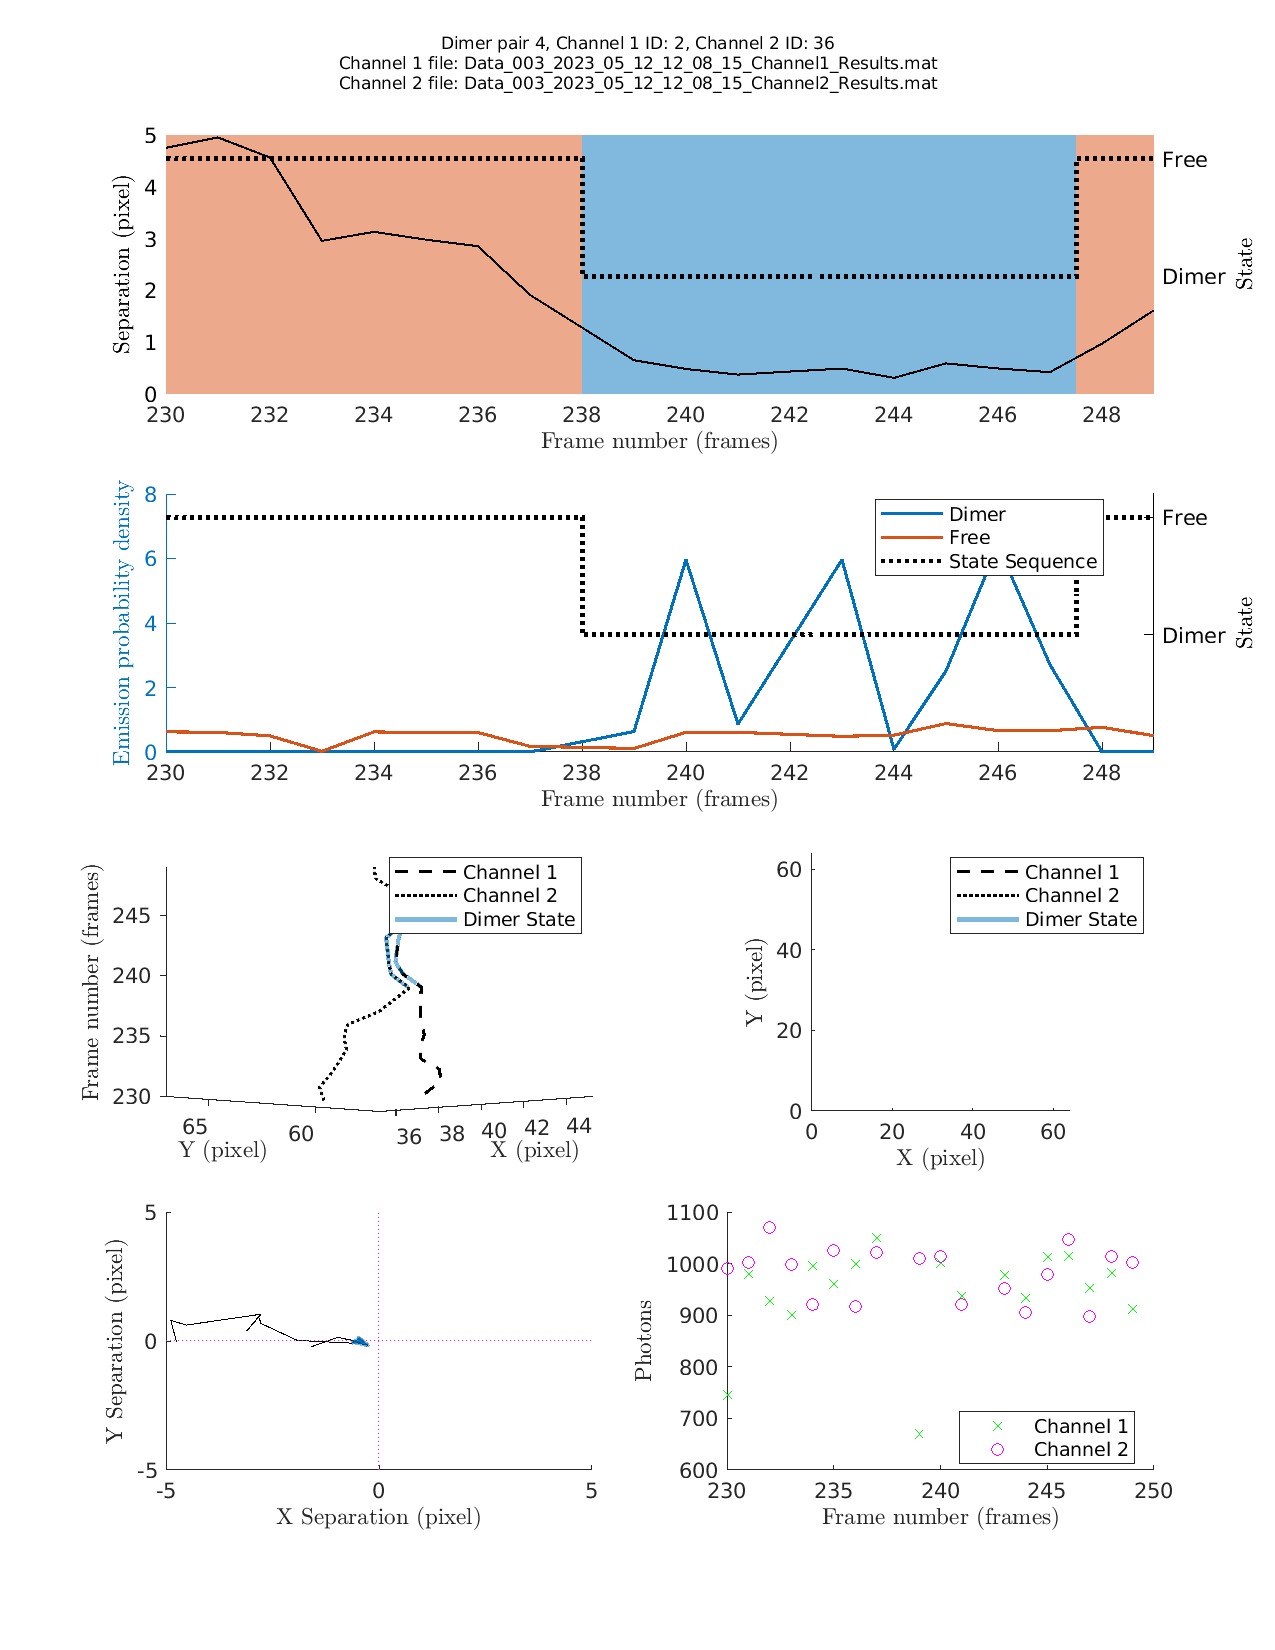 Dimer pair 4, Channel 1 ID: 2, Channel 2 ID: 36
Channel 1 file: Data_003_2023_05_12_12_08_15_Channel1_Results.mat
Channel 2 file: Data_003_2023_05_12_12_08_15_Channel2_Results.mat
Separation (pixel)
5
4
3
2
1
0
230 232 234 236 238 240 242 244 246 248
Frame number (frames)
Free
Dimer
State
Emission probability density
8
6
4
2
0
230 232 234 236 238 240 242 244 246 248
Frame number (frames)
Dimer
Free
State Sequence
Free
Dimer
State
Frame number (frames)
245
240
235
230
65 60
Y (pixel)
36 38 40 42 44
X (pixel)
Channel 1
Channel 2
Dimer State
Y (pixel)
60
40
20
0
0 20 40 60
X (pixel)
Channel 1
Channel 2
Dimer State
Y Separation (pixel)
5
0
-5
-5 0 5
X Separation (pixel)
Photons
1100
1000
900
800
700
600
230 235 240 245 250
Frame number (frames)
Channel 1
Channel 2